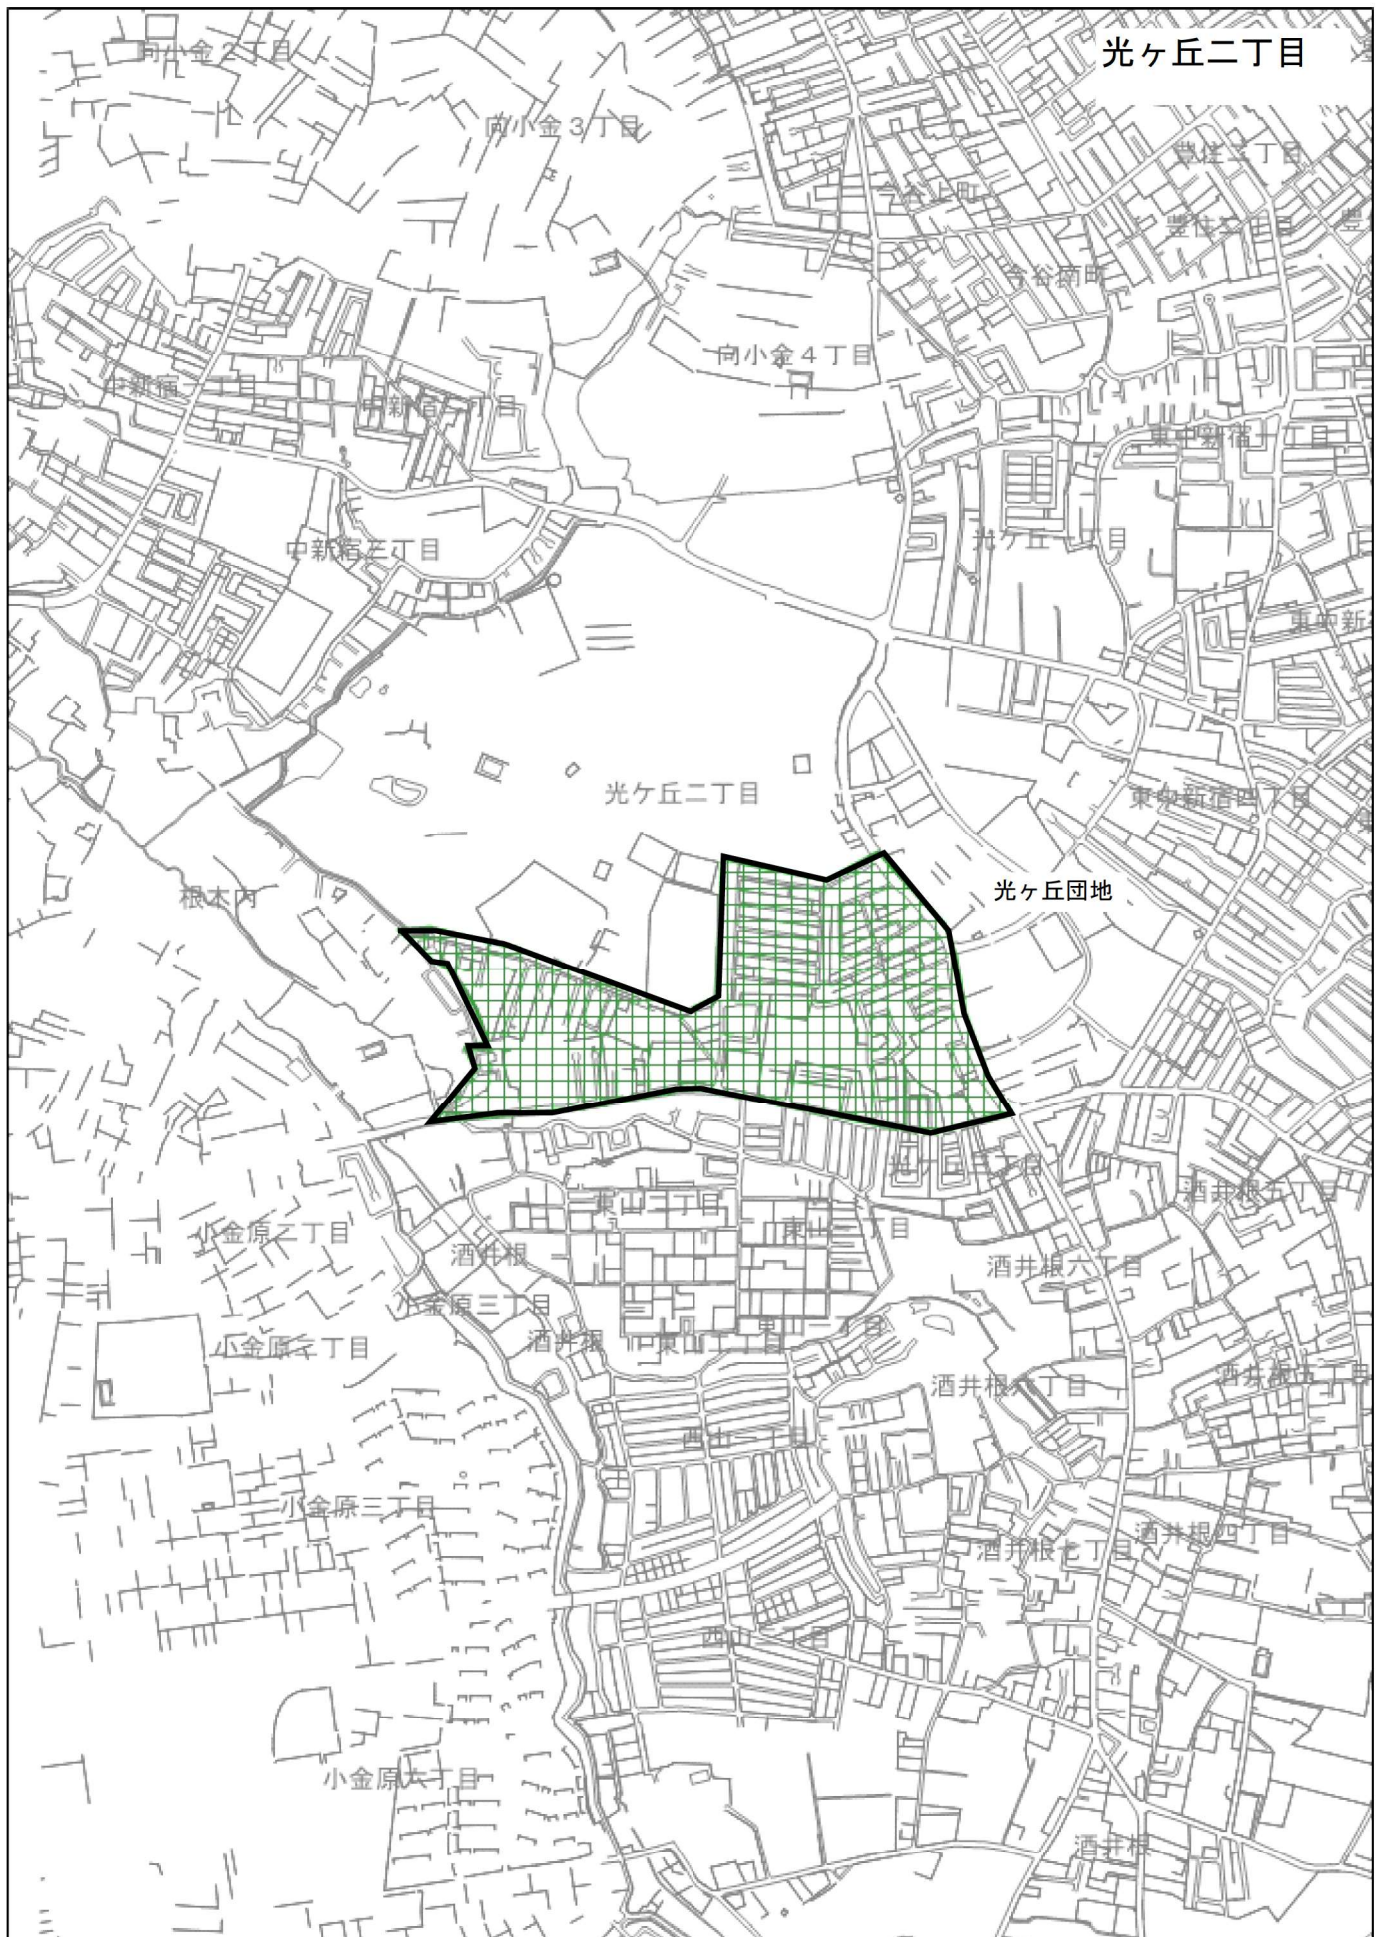 光ヶ丘二丁目
向小金２丁目
向小金３丁目
豊住二丁目
今谷上町
豊住三丁目
今谷南町
向小金４丁目
中新宿一丁目
中新宿二丁目
東中新宿一丁目
光ケ丘一丁目
中新宿三丁目
東中新
光ケ丘二丁目
東中新宿四丁目
光ヶ丘団地
根木内
光ケ丘三丁目
酒井根五丁目
東山二丁目
東山一丁目
小金原二丁目
酒井根
酒井根六丁目
小金原三丁目
東山一丁目
酒井根
東山二丁目
小金原二丁目
酒井根六丁目
酒井根五丁目
西山一丁目
小金原三丁目
酒井根四丁目
酒井根七丁目
小金原六丁目
酒井根